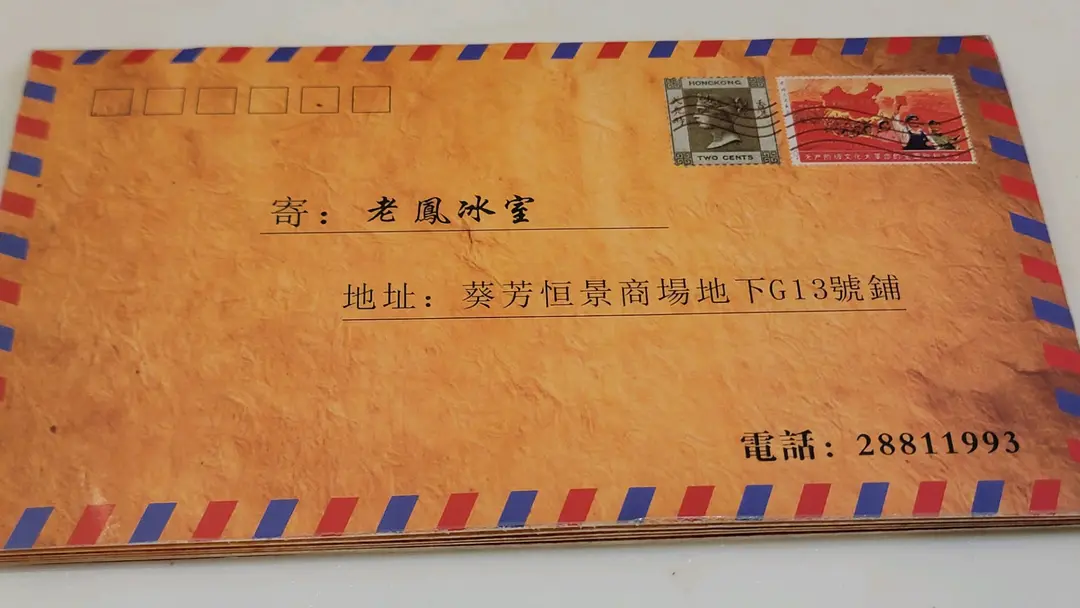 HONGKONG
TWO CENTS
寄：老鳳冰室
地址：葵芳恒景商場地下G13號鋪
電話：28811993